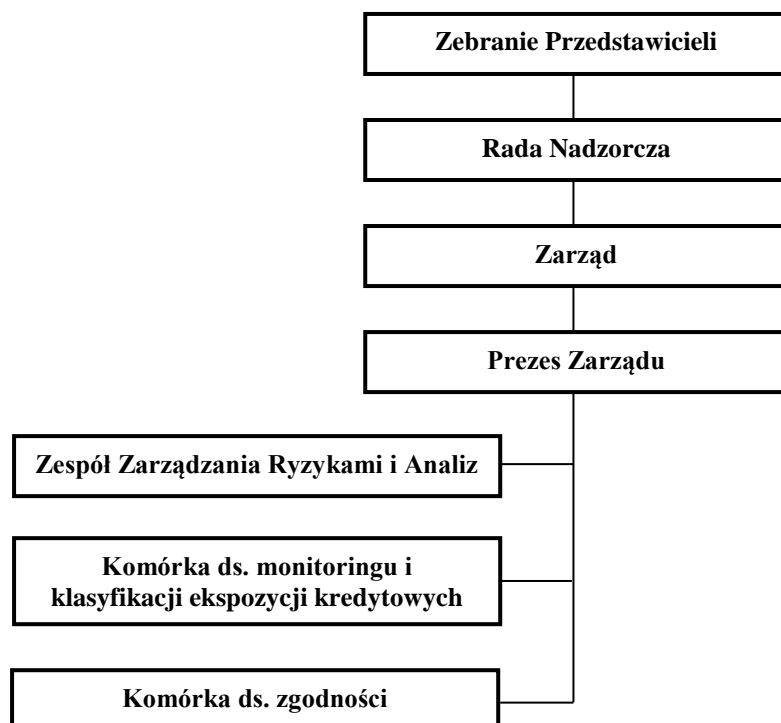 Zebranie Przedstawicieli
Rada Nadzorcza
Zarząd
Prezes Zarządu
Zespół Zarządzania Ryzykami i Analiz
Komórka ds. monitoringu i
klasyfikacji ekspozycji kredytowych
Komórka ds. zgodności